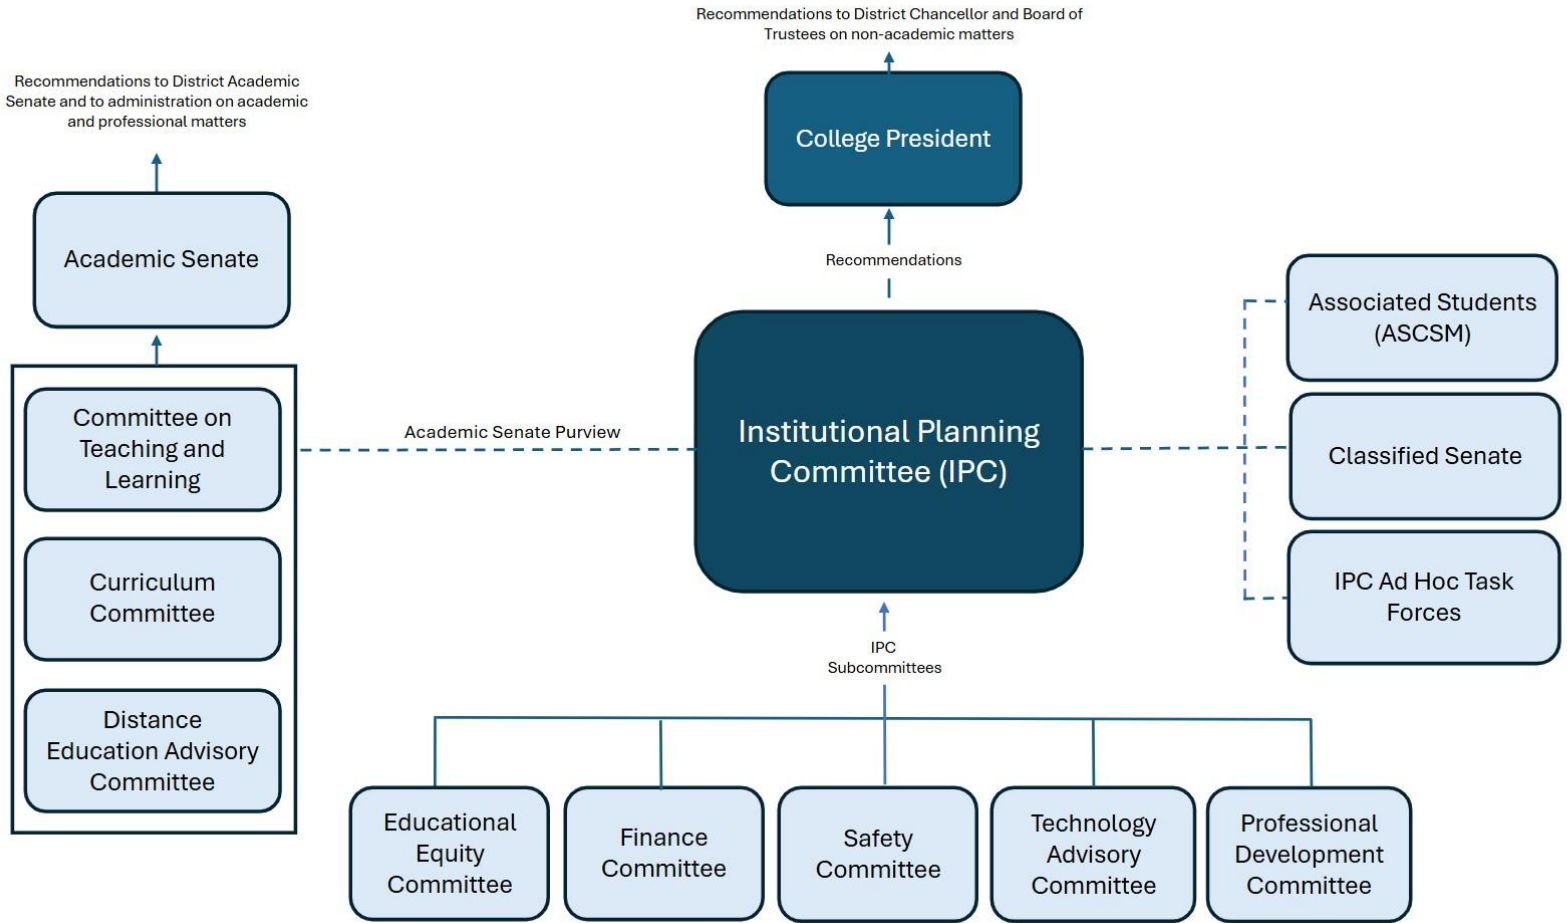 Recommendations to District Chancellor and Board of
Trustees on non-academic matters
Recommendations to District Academic
Senate and to administration on academic
and professional matters
College President
Academic Senate
Recommendations
Associated Students
(ASCSM)
Committee on
Teaching and
Learning
Academic Senate Purview
Institutional Planning
Committee (IPC)
Classified Senate
Curriculum
Committee
IPC Ad Hoc Task
Forces
IPC
Subcommittees
Distance
Education Advisory
Committee
Educational
Equity
Committee
Finance
Committee
Safety
Committee
Technology
Advisory
Committee
Professional
Development
Committee